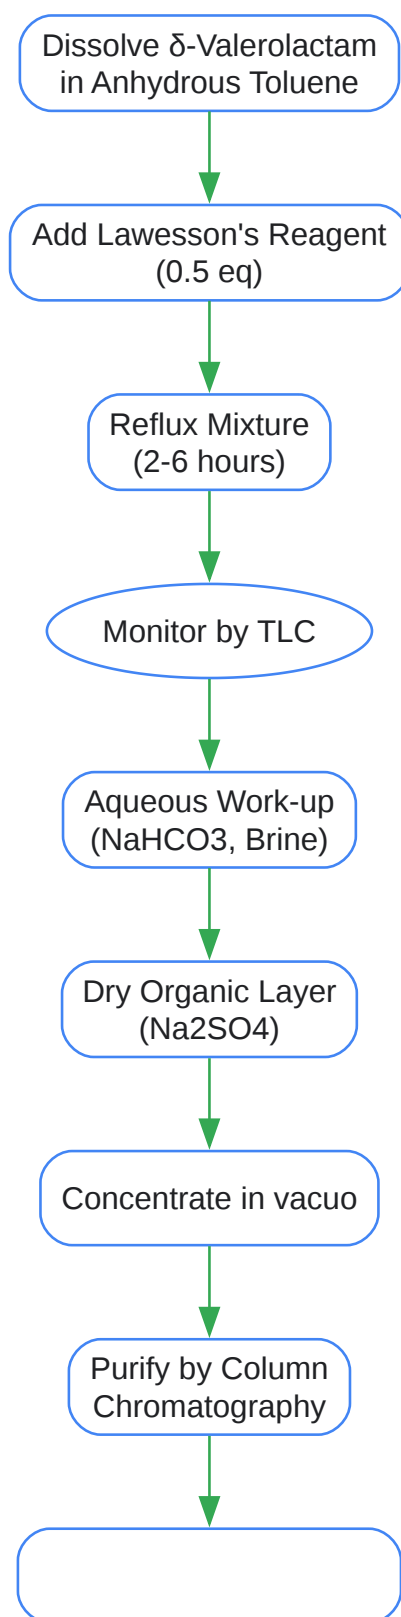 Dissolve δ-Valerolactam
in Anhydrous Toluene
Add Lawesson's Reagent
(0.5 eq)
Reflux Mixture
(2-6 hours)
Monitor by TLC
Aqueous Work-up
(NaHCO3, Brine)
Dry Organic Layer
(Na2SO4)
Concentrate in vacuo
Purify by Column
Chromatography